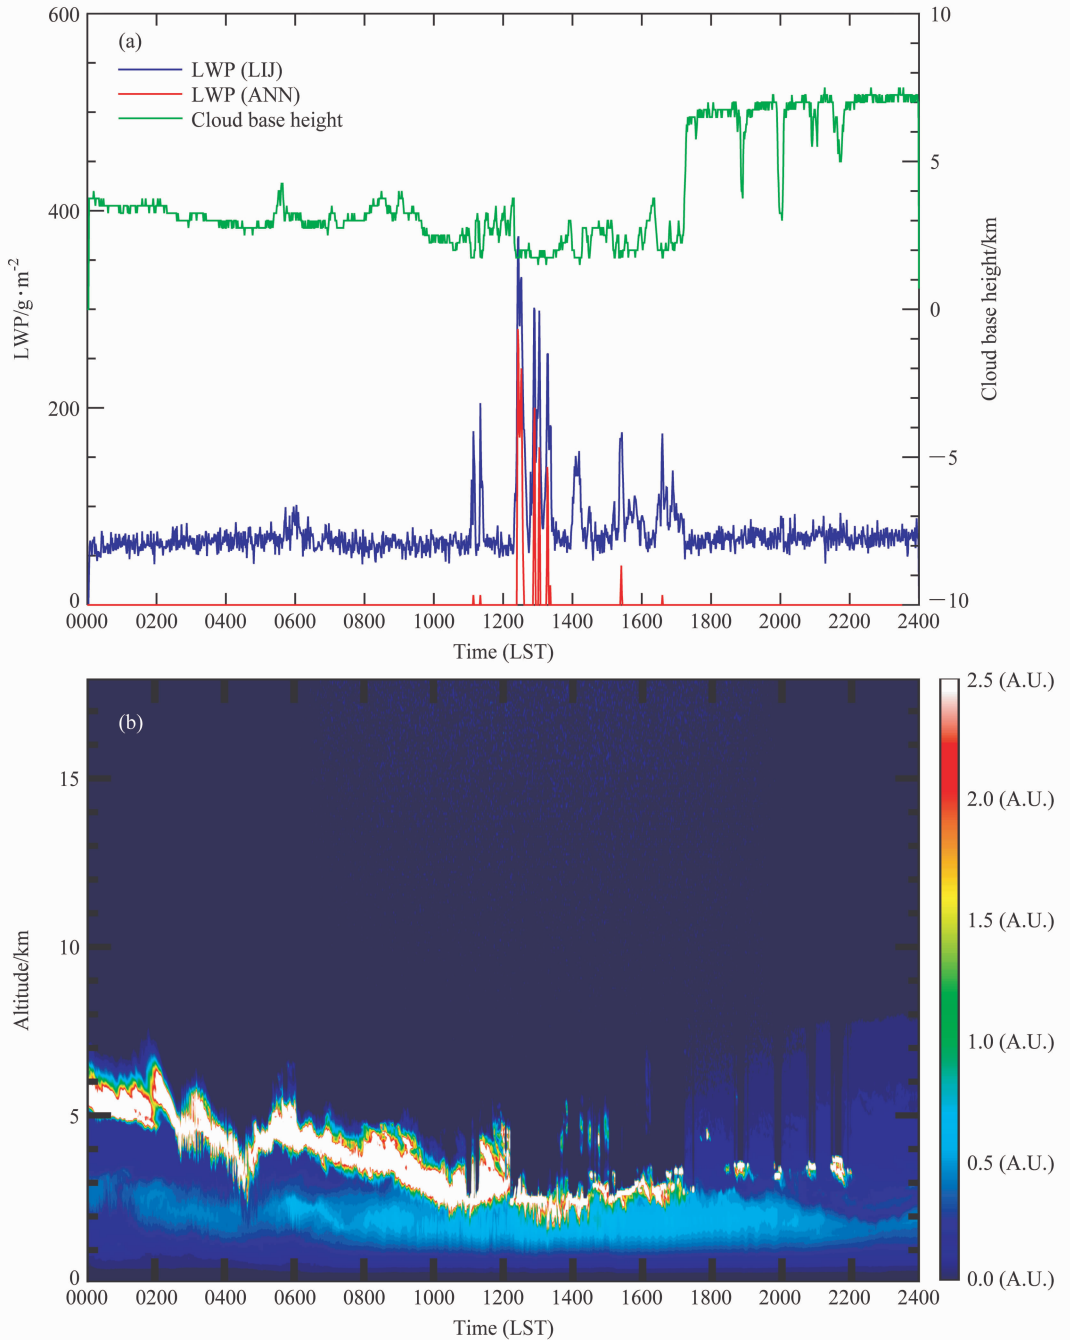 (a)
LWP (LIJ)
LWP (ANN)
Cloud base height
600
400
200
0
LWP/g·m⁻²
10
5
0
−5
−10
Cloud base height/km
0000 0200 0400 0600 0800 1000 1200 1400 1600 1800 2000 2200 2400
Time (LST)
(b)
15
10
5
0
Altitude/km
2.5 (A.U.)
2.0 (A.U.)
1.5 (A.U.)
1.0 (A.U.)
0.5 (A.U.)
0.0 (A.U.)
0000 0200 0400 0600 0800 1000 1200 1400 1600 1800 2000 2200 2400
Time (LST)